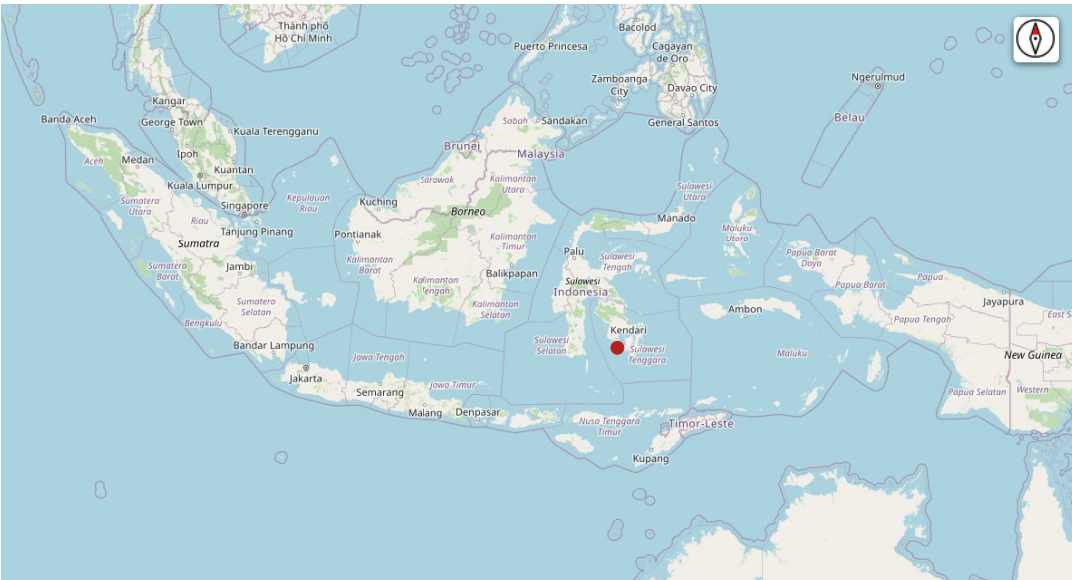 Thành phố
Hồ Chí Minh
Bacolod
Puerto Princesa
Cagayan
de Oro
Zamboanga
City
Davao City
Ngerulmud
Kangar
Banda Aceh
George Town
Kuala Terengganu
General Santos
Belau
Sabah
Sandakan
Brunei
Malaysia
Ipoh
Aceh
Medan
Kuantan
Kuala Lumpur
Sarawak
Kalimantan
Utara
Sulawesi
Utara
Sumatera
Utara
Kepulauan
Riau
Kuching
Singapore
Riau
Borneo
Manado
Tanjung Pinang
Pontianak
Maluku
Utara
Sumatra
Kalimantan
Timur
Palu
Papua Barat
Daya
Kalimantan
Barat
Sulawesi
Tengah
Sumatera
Barat
Jambi
Balikpapan
Papua
Kalimantan
Tengah
Sulawesi
Papua Barat
Indonesia
Jayapura
Sumatera
Selatan
Kalimantan
Selatan
Ambon
East S
Bengkulu
Papua Tengah
Kendari
Bandar Lampung
Sulawesi
Selatan
Sulawesi
Tenggara
Maluku
New Guinea
Jawa Tengah
Jakarta
Jawa Timur
Semarang
Papua Selatan
Western
Malang
Denpasar
Nusa Tenggara
Timur
Timor-Leste
Kupang